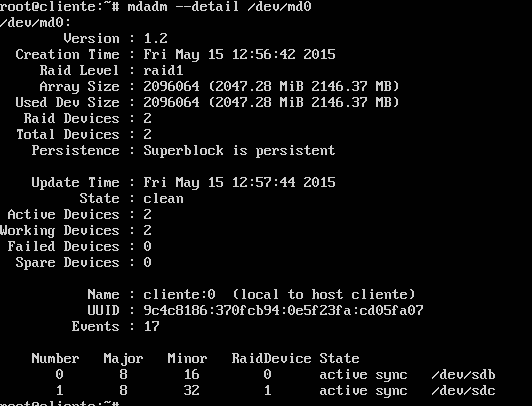 root@cliente:~# mdadm --detail /dev/md0
/dev/md0:
Version : 1.2
Creation Time : Fri May 15 12:56:42 2015
Raid Level : raid1
Array Size : 2096064 (2047.28 MiB 2146.37 MB)
Used Dev Size : 2096064 (2047.28 MiB 2146.37 MB)
Raid Devices : 2
Total Devices : 2
Persistence : Superblock is persistent
Update Time : Fri May 15 12:57:44 2015
State : clean
Active Devices : 2
Working Devices : 2
Failed Devices : 0
Spare Devices : 0
Name : cliente:0 (local to host cliente)
UUID : 9c4c8186:370fcb94:0e5f23fa:cd05fa07
Events : 17
Number Major Minor RaidDevice State
0 8 16 0 active sync /dev/sdb
1 8 32 1 active sync /dev/sdc
root@cliente:~#